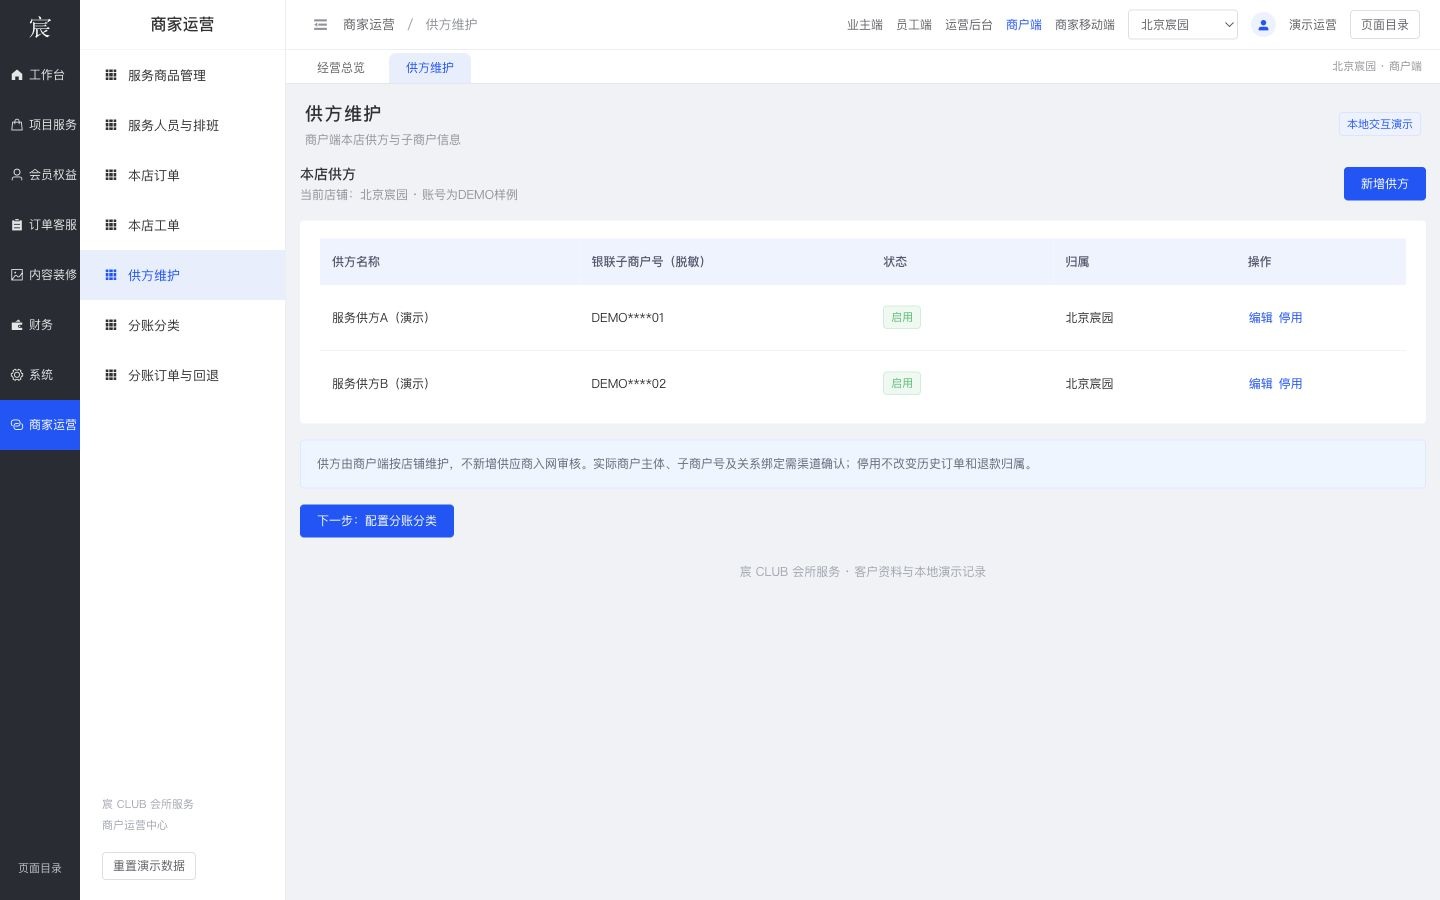 宸
工作台
项目服务
会员权益
订单客服
内容装修
财务
系统
商家运营
页面目录
商家运营
服务商品管理
服务人员与排班
本店订单
本店工单
供方维护
分账分类
分账订单与回退
宸 CLUB 会所服务
商户运营中心
重置演示数据
商家运营 / 供方维护
业主端 员工端 运营后台 商户端 商家移动端 北京宸园 演示运营 页面目录
经营总览 供方维护
北京宸园 · 商户端
供方维护
商户端本店供方与子商户信息
本地交互演示
本店供方
当前店铺：北京宸园 · 账号为DEMO样例
新增供方
供方名称 银联子商户号（脱敏） 状态 归属 操作
服务供方A（演示） DEMO****01 启用 北京宸园 编辑 停用
服务供方B（演示） DEMO****02 启用 北京宸园 编辑 停用
供方由商户端按店铺维护，不新增供应商入网审核。实际商户主体、子商户号及关系绑定需渠道确认；停用不改变历史订单和退款归属。
下一步：配置分账分类
宸 CLUB 会所服务 · 客户资料与本地演示记录